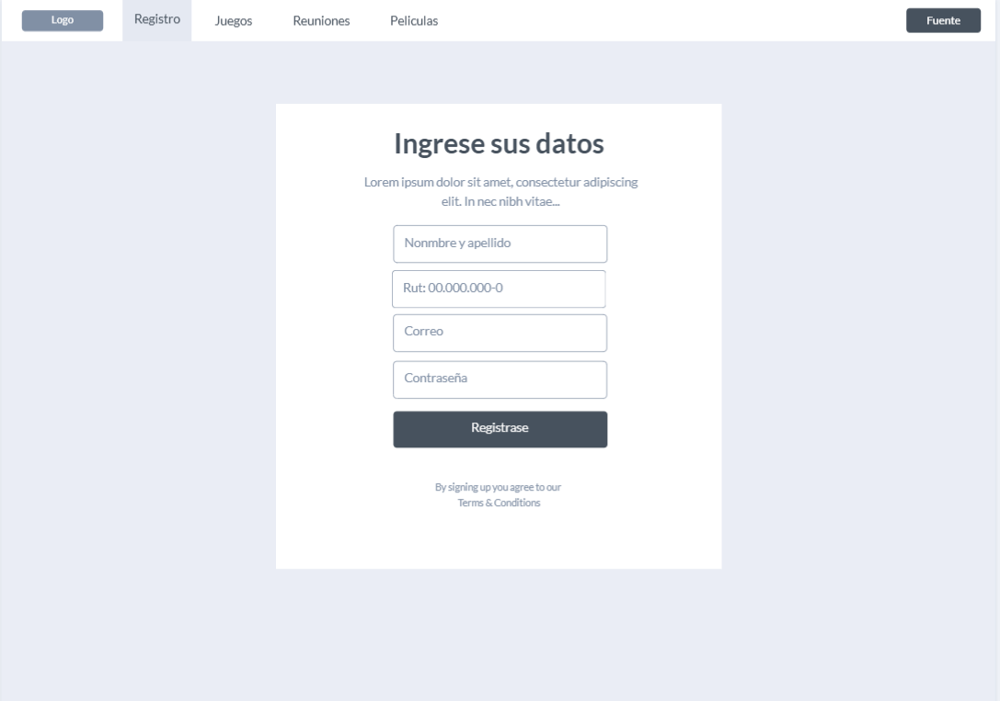 Logo
Registro
Juegos
Reuniones
Peliculas
Fuente
Ingrese sus datos
Lorem ipsum dolor sit amet, consectetur adipiscing
elit. In nec nibh vitae...
Nonmbre y apellido
Rut: 00.000.000-0
Correo
Contraseña
Registrase
By signing up you agree to our
Terms & Conditions